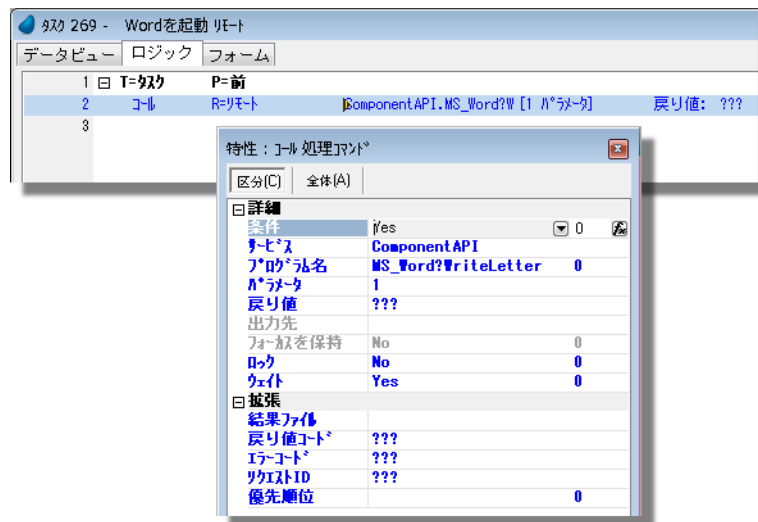 タスク 269 - Wordを起動 リモート
データビュー ロジック フォーム
1 T=タスク P=前
2 コール R=リモート ComponentAPI.MS_Word?W [1 パラメータ] 戻り値: ???
3
特性 : コール 処理コマンド
区分(C) 全体(A)
詳細
条件 Yes 0
サービス ComponentAPI
プログラム名 MS_Word?WriteLetter 0
パラメータ 1
戻り値 ???
出力先
フォーカスを保持 No 0
ロック No 0
ウェイト Yes 0
拡張
結果ファイル
戻り値コード ???
エラーコード ???
リクエストID ???
優先順位 0